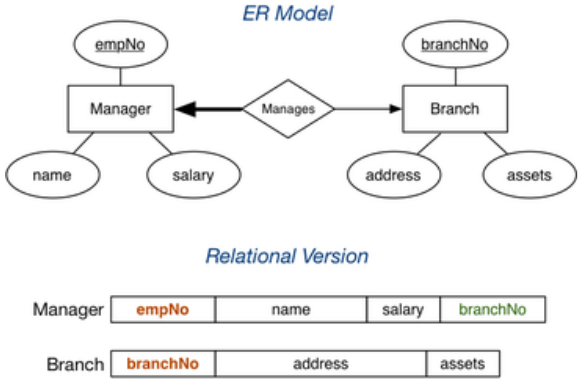 ER Model
empNo
branchNo
Manager
Manages
Branch
name
salary
address
assets
Relational Version
Manager empNo name salary branchNo
Branch branchNo address assets